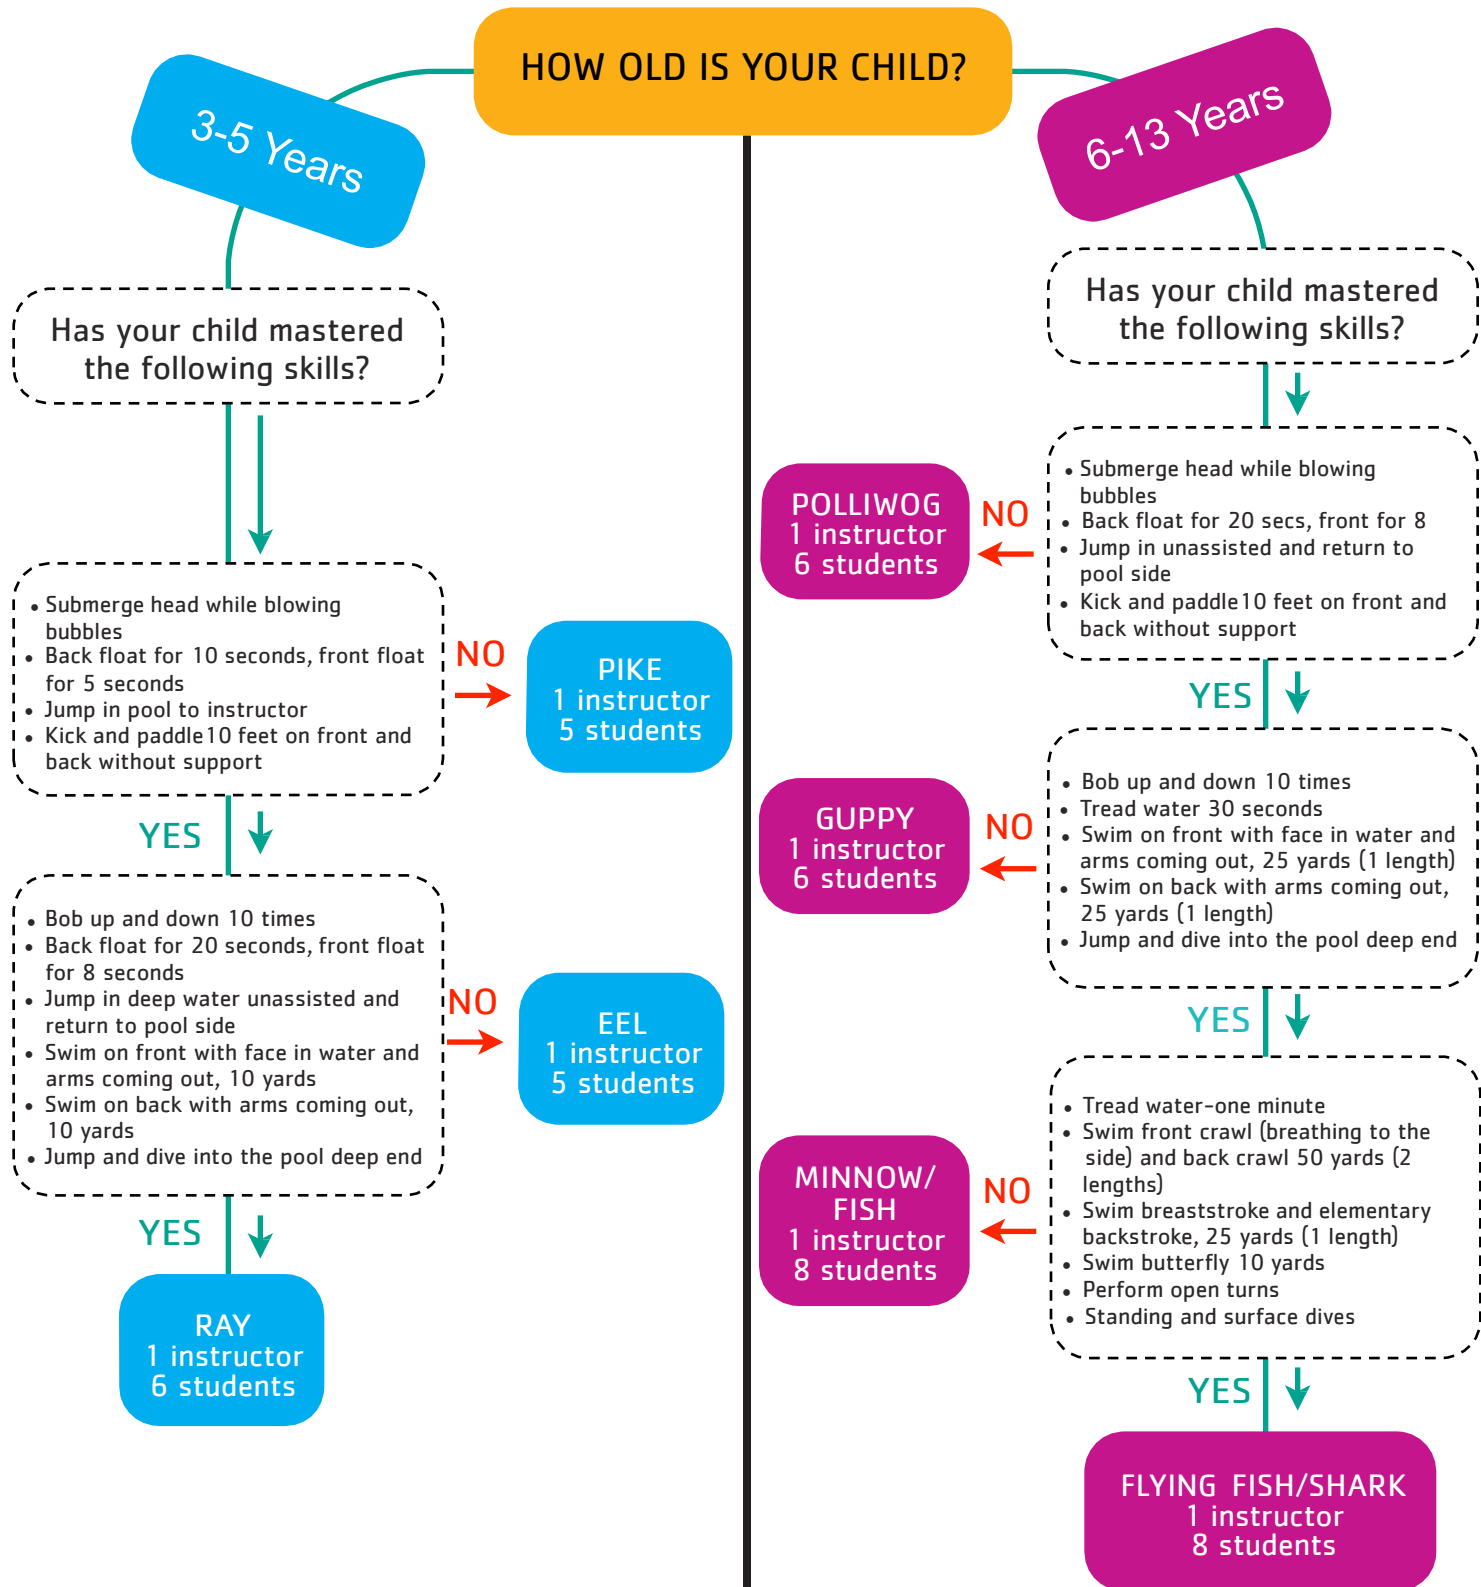 HOW OLD IS YOUR CHILD?
3-5 Years
Has your child mastered
the following skills?
• Submerge head while blowing
bubbles
• Back float for 10 seconds, front float
for 5 seconds
• Jump in pool to instructor
• Kick and paddle10 feet on front and
back without support
NO
PIKE
1 instructor
5 students
YES
• Bob up and down 10 times
• Back float for 20 seconds, front float
for 8 seconds
• Jump in deep water unassisted and
return to pool side
• Swim on front with face in water and
arms coming out, 10 yards
• Swim on back with arms coming out,
10 yards
• Jump and dive into the pool deep end
NO
EEL
1 instructor
5 students
YES
RAY
1 instructor
6 students
6-13 Years
Has your child mastered
the following skills?
• Submerge head while blowing
bubbles
• Back float for 20 secs, front for 8
• Jump in unassisted and return to
pool side
• Kick and paddle10 feet on front and
back without support
NO
POLLIWOG
1 instructor
6 students
YES
• Bob up and down 10 times
• Tread water 30 seconds
• Swim on front with face in water and
arms coming out, 25 yards (1 length)
• Swim on back with arms coming out,
25 yards (1 length)
• Jump and dive into the pool deep end
NO
GUPPY
1 instructor
6 students
YES
• Tread water-one minute
• Swim front crawl (breathing to the
side) and back crawl 50 yards (2
lengths)
• Swim breaststroke and elementary
backstroke, 25 yards (1 length)
• Swim butterfly 10 yards
• Perform open turns
• Standing and surface dives
NO
MINNOW/
FISH
1 instructor
8 students
YES
FLYING FISH/SHARK
1 instructor
8 students